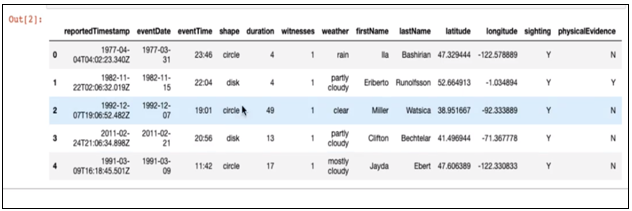 Out[2]:
reportedTimestamp eventDate eventTime shape duration witnesses weather firstName lastName latitude longitude sighting physicalEvidence
0 1977-04- 1977-03- 23:46 circle 4 1 rain Ila Bashirian 47.329444 -122.578889 Y N
04T04:02:23.340Z 31
1 1982-11- 1982-11- 22:04 disk 4 1 partly Eriberto Runolfsson 52.664913 -1.034894 Y Y
22T02:06:32.019Z 15 cloudy
2 1992-12- 1992-12- 19:01 circle 49 1 clear Miller Watsica 38.951667 -92.333889 Y N
07T19:06:52.482Z 07
3 2011-02- 2011-02- 20:56 disk 13 1 partly Clifton Bechtelar 41.496944 -71.367778 Y N
24T21:06:34.898Z 21 cloudy
4 1991-03- 1991-03- 11:42 circle 17 1 mostly Jayda Ebert 47.606389 -122.330833 Y N
09T16:18:45.501Z 09 cloudy